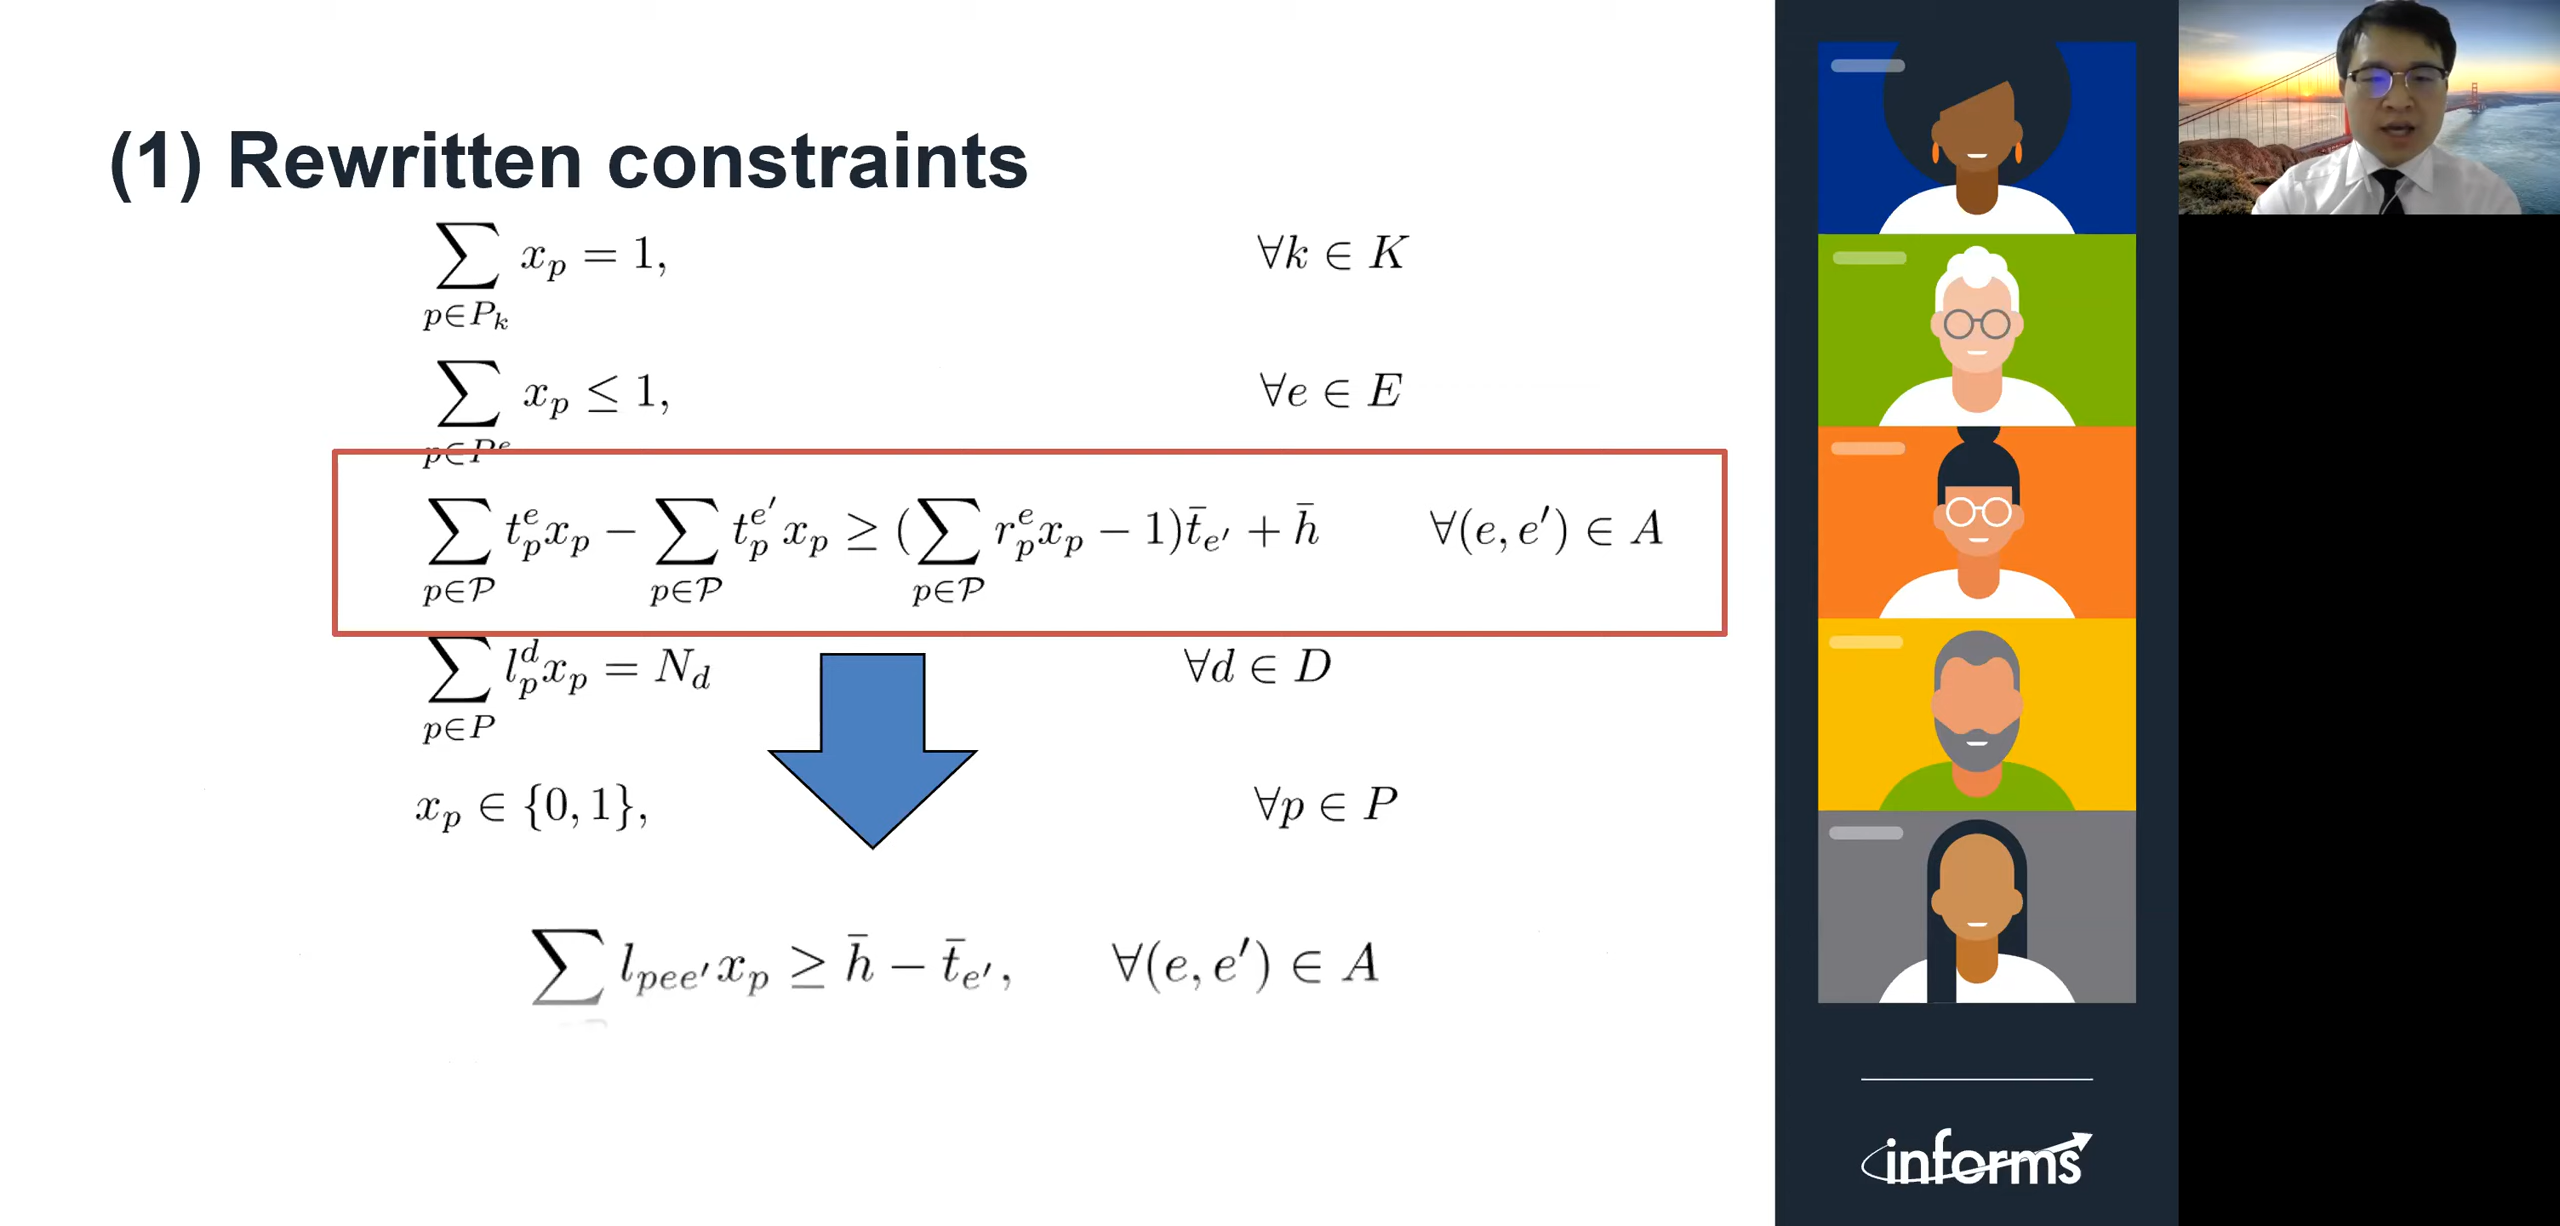 (1) Rewritten constraints
∑_{p∈P_k} x_p = 1, ∀k ∈ K
∑_{p∈P^e} x_p ≤ 1, ∀e ∈ E
∑_{p∈𝒫} t_p^e x_p − ∑_{p∈𝒫} t_p^{e′} x_p ≥ (∑_{p∈𝒫} r_p^e x_p − 1) t̄_{e′} + h̄ ∀(e, e′) ∈ A
∑_{p∈P} l_p^d x_p = N_d ∀d ∈ D
x_p ∈ {0, 1}, ∀p ∈ P
∑ l_{pee′} x_p ≥ h̄ − t̄_{e′}, ∀(e, e′) ∈ A
informs